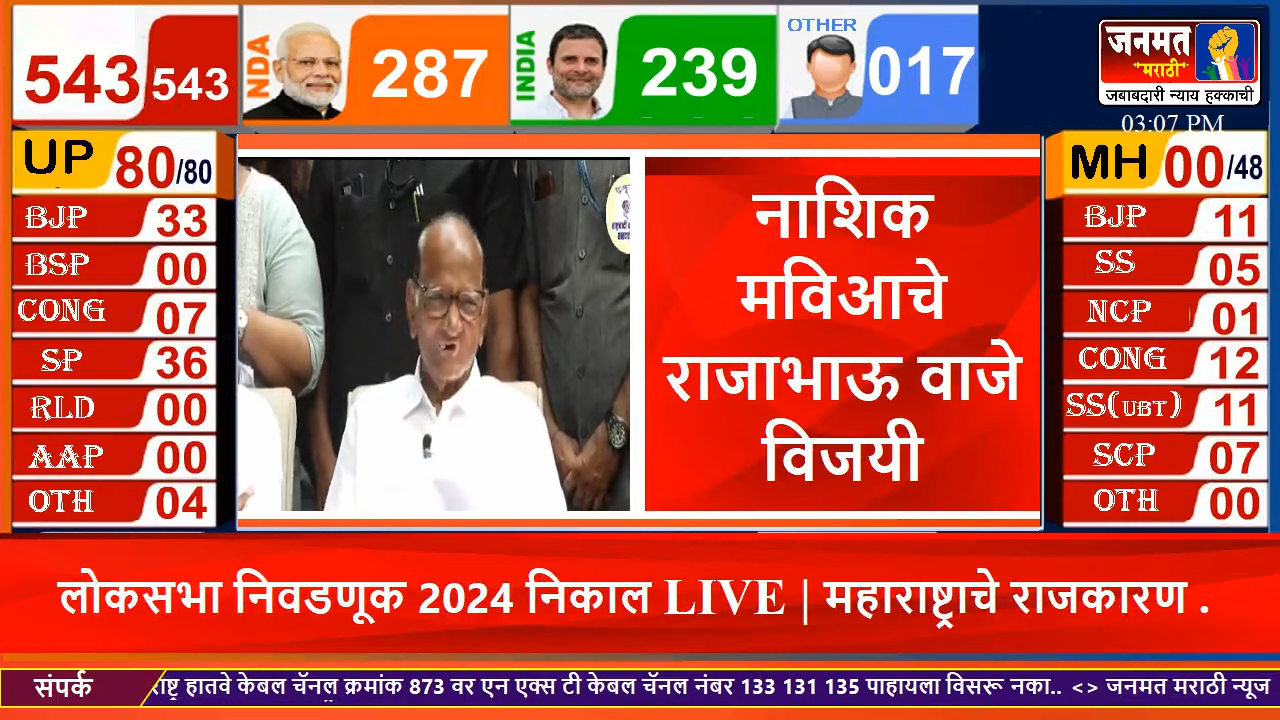 543 543
NDA 287
INDIA 239
OTHER 017
जनमत
"मराठी"
जबाबदारी न्याय हक्काची
03:07 PM
UP 80/80
BJP 33
BSP 00
CONG 07
SP 36
RLD 00
AAP 00
OTH 04
नाशिक
मविआचे
राजाभाऊ वाजे
विजयी
MH 00/48
BJP 11
SS 05
NCP 01
CONG 12
SS(UBT) 11
SCP 07
OTH 00
लोकसभा निवडणूक 2024 निकाल LIVE | महाराष्ट्राचे राजकारण .
संपर्क
हातवे केबल चॅनल क्रमांक 873 वर एन एक्स टी केबल चॅनल नंबर 133 131 135 पाहायला विसरू नका.. <> जनमत मराठी न्यूज